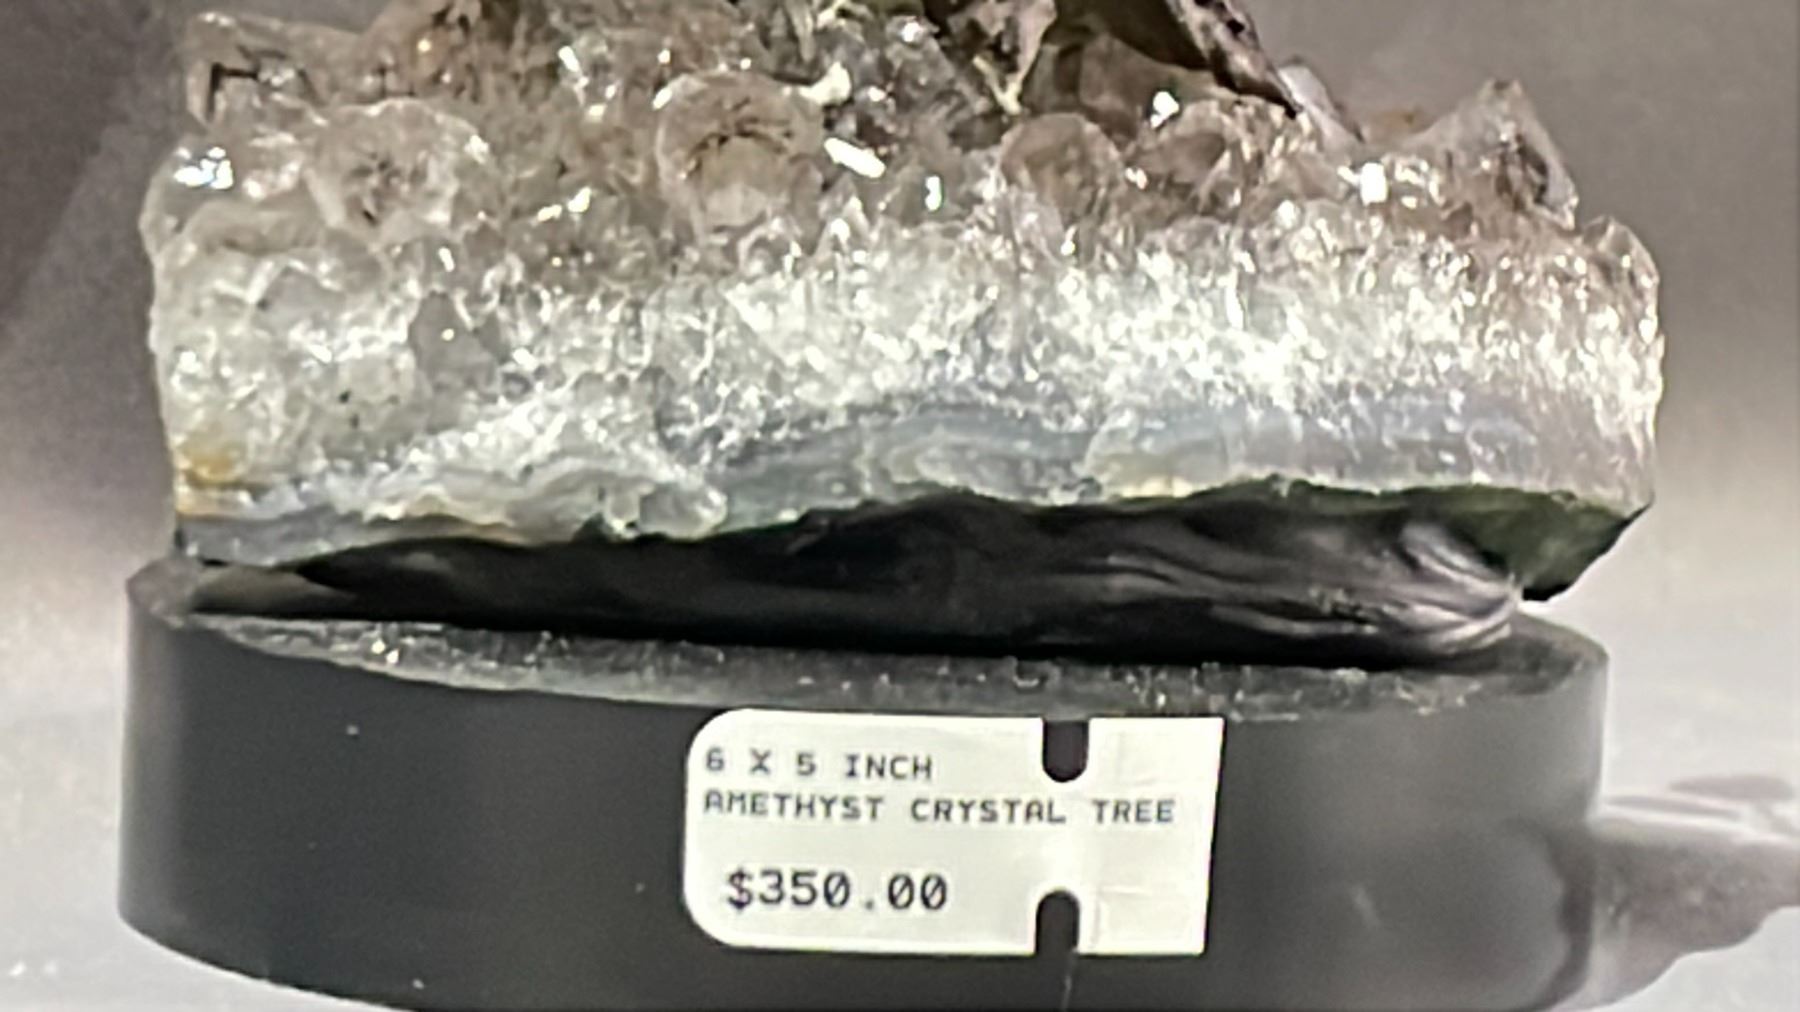 6 X 5 INCH
AMETHYST CRYSTAL TREE
$350.00